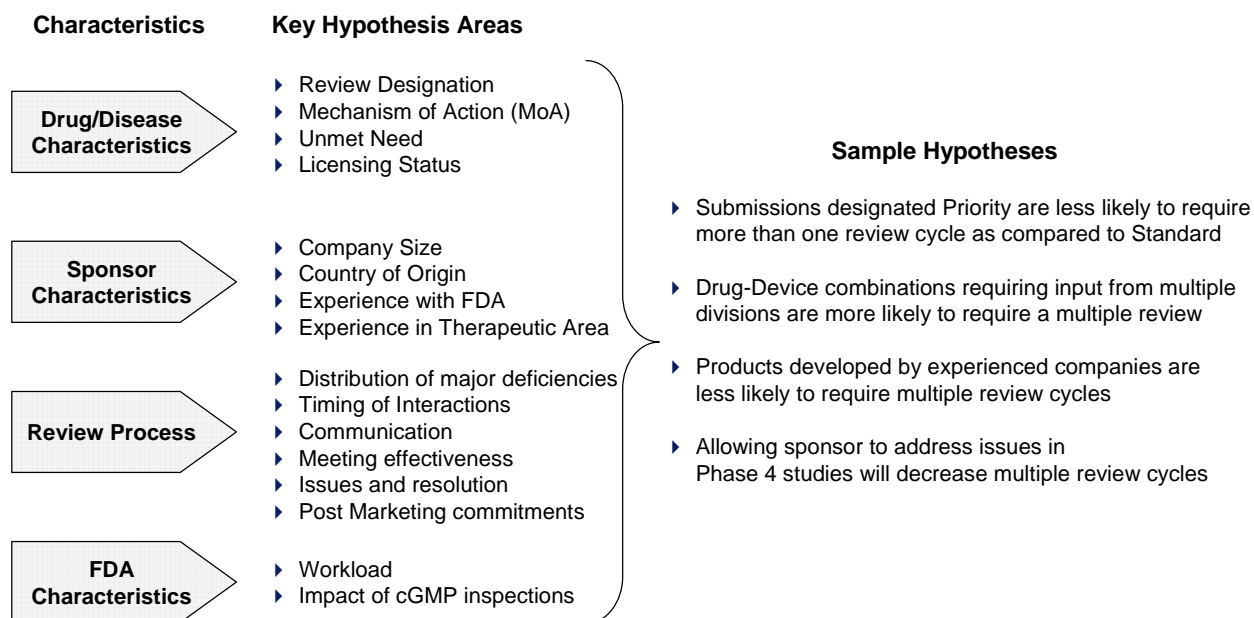 Characteristics
Key Hypothesis Areas
Drug/Disease
Characteristics
Review Designation
Mechanism of Action (MoA)
Unmet Need
Licensing Status
Sponsor
Characteristics
Company Size
Country of Origin
Experience with FDA
Experience in Therapeutic Area
Review Process
Distribution of major deficiencies
Timing of Interactions
Communication
Meeting effectiveness
Issues and resolution
Post Marketing commitments
FDA
Characteristics
Workload
Impact of cGMP inspections
Sample Hypotheses
Submissions designated Priority are less likely to require
more than one review cycle as compared to Standard
Drug-Device combinations requiring input from multiple
divisions are more likely to require a multiple review
Products developed by experienced companies are
less likely to require multiple review cycles
Allowing sponsor to address issues in
Phase 4 studies will decrease multiple review cycles